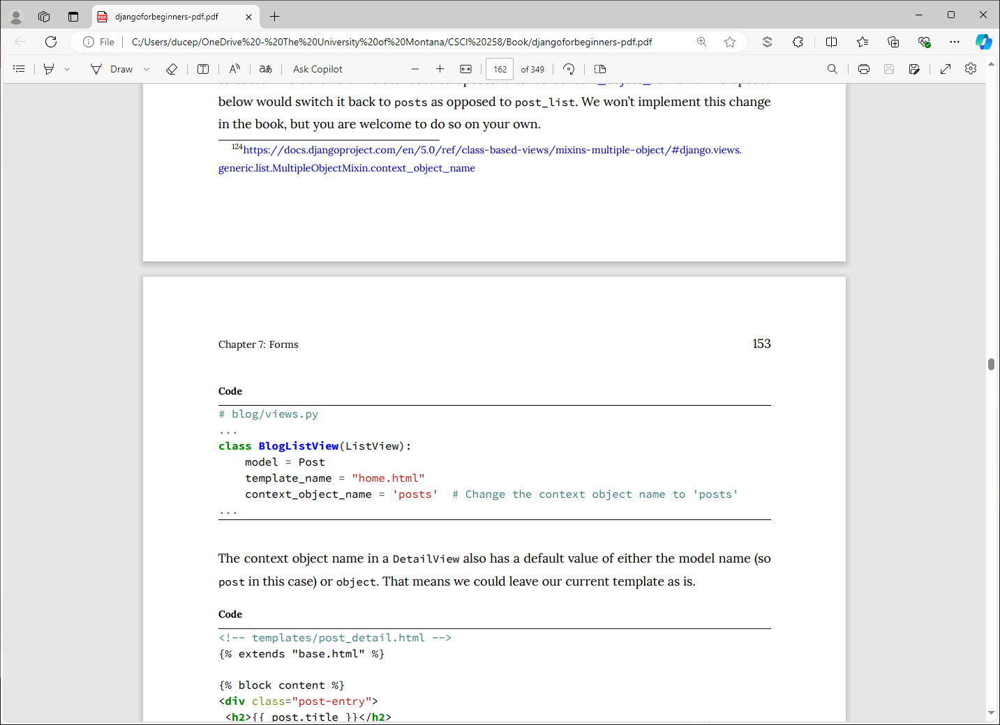 djangoforbeginners-pdf.pdf
File
C:/Users/ducep/OneDrive%20-%20The%20University%20of%20Montana/CSCI%20258/Book/djangoforbeginners-pdf.pdf
Draw
aあ
Ask Copilot
162 of 349
below would switch it back to posts as opposed to post_list. We won’t implement this change
in the book, but you are welcome to do so on your own.
124https://docs.djangoproject.com/en/5.0/ref/class-based-views/mixins-multiple-object/#django.views.
generic.list.MultipleObjectMixin.context_object_name
Chapter 7: Forms 153
Code
# blog/views.py
...
class BlogListView(ListView):
model = Post
template_name = "home.html"
context_object_name = 'posts' # Change the context object name to 'posts'
...
The context object name in a DetailView also has a default value of either the model name (so
post in this case) or object. That means we could leave our current template as is.
Code
<!-- templates/post_detail.html -->
{% extends "base.html" %}
{% block content %}
<div class="post-entry">
<h2>{{ post.title }}</h2>